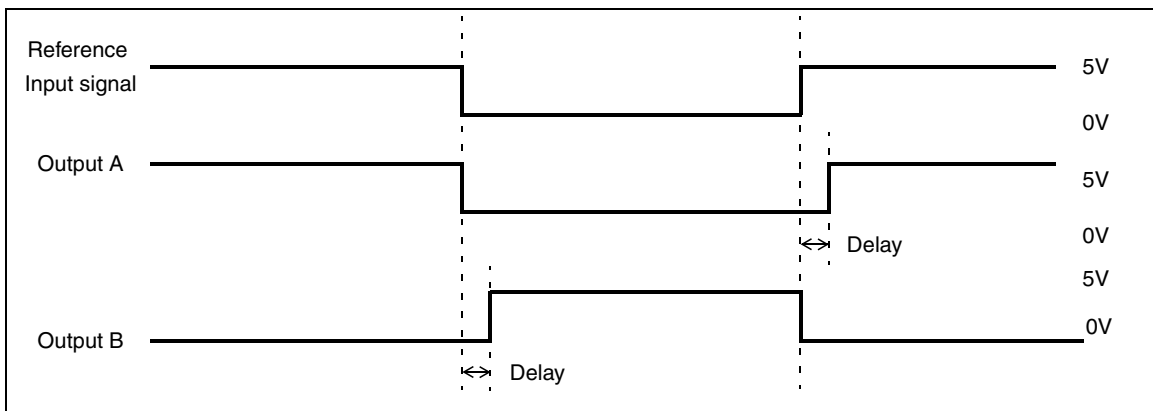 Reference
Input signal
5V
0V
Output A
5V
0V
Delay
5V
Output B
0V
Delay